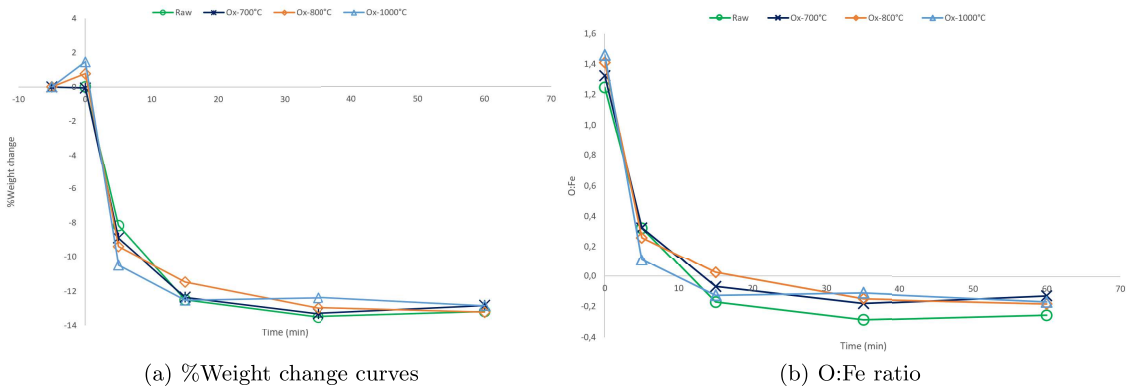 Raw Ox-700°C Ox-800°C Ox-1000°C
4
2
0
-2
-4
-6
-8
-10
-12
-14
-10 0 10 20 30 40 50 60 70
%Weight change
Time (min)
(a) %Weight change curves
Raw Ox-700°C Ox-800°C Ox-1000°C
1,6
1,4
1,2
1,0
0,8
0,6
0,4
0,2
0,0
-0,2
-0,4
0 10 20 30 40 50 60 70
O:Fe
Time (min)
(b) O:Fe ratio